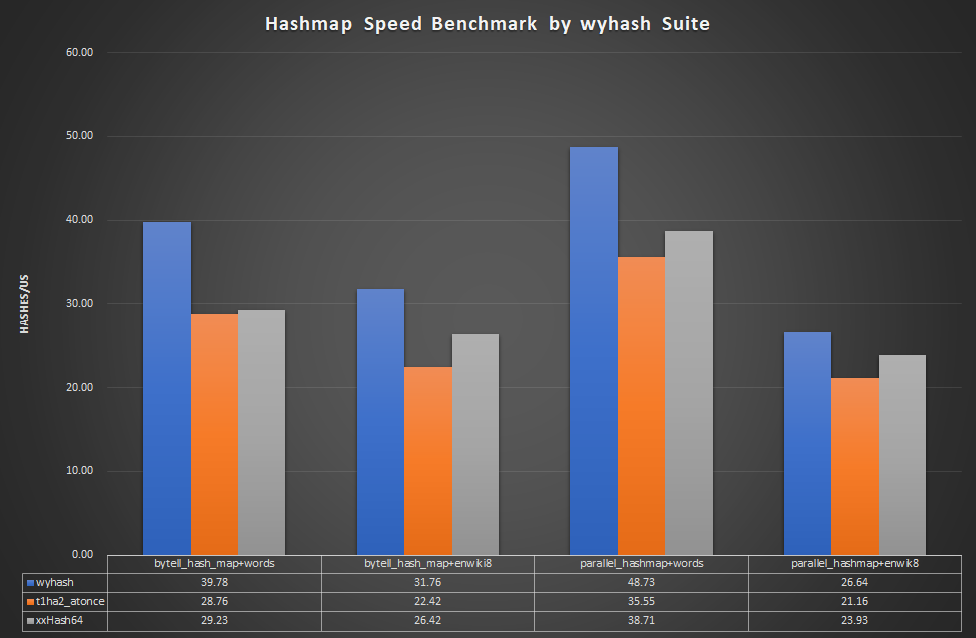 Hashmap Speed Benchmark by wyhash Suite
60.00
50.00
40.00
30.00
20.00
10.00
0.00
HASHES/US
bytell_hash_map+words bytell_hash_map+enwiki8 parallel_hashmap+words parallel_hashmap+enwik8
wyhash 39.78 31.76 48.73 26.64
t1ha2_atonce 28.76 22.42 35.55 21.16
xxHash64 29.23 26.42 38.71 23.93